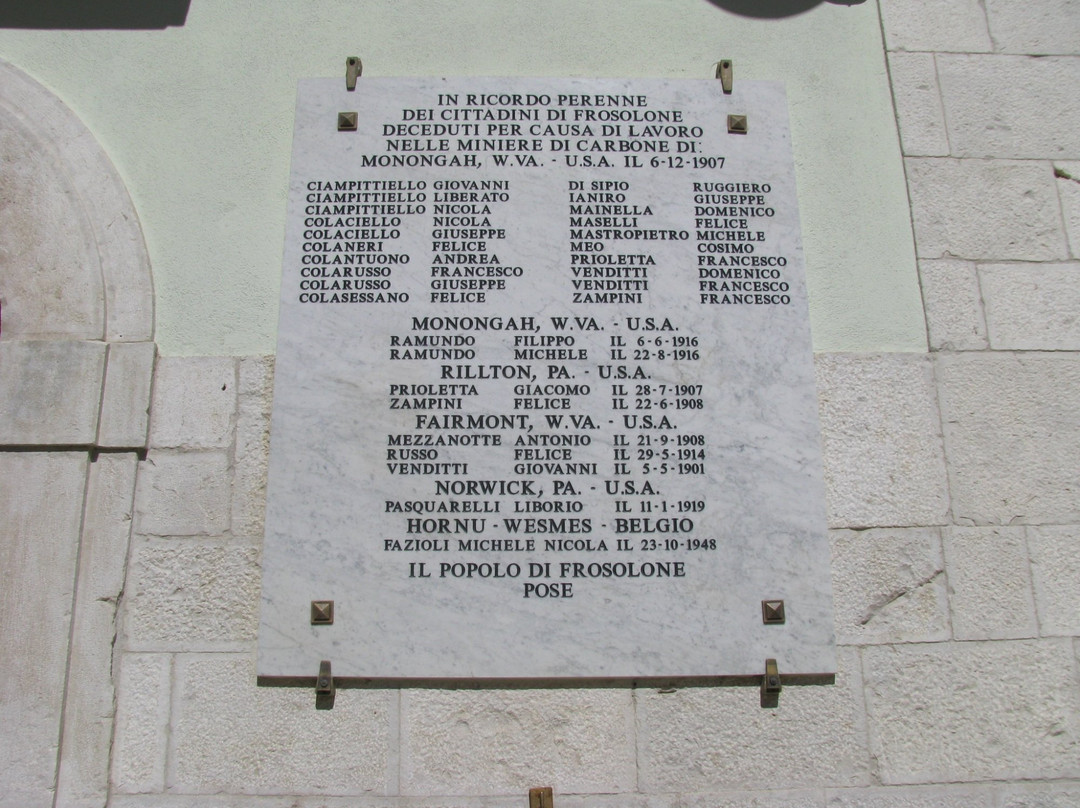 IN RICORDO PERENNE
DEI CITTADINI DI FROSOLONE
DECEDUTI PER CAUSA DI LAVORO
NELLE MINIERE DI CARBONE DI:
MONONGAH, W.VA. - U.S.A. IL 6-12-1907
CIAMPITTIELLO GIOVANNI DI SIPIO RUGGIERO
CIAMPITTIELLO LIBERATO IANIRO GIUSEPPE
CIAMPITTIELLO NICOLA MAINELLA DOMENICO
COLACIELLO NICOLA MASELLI FELICE
COLACIELLO GIUSEPPE MASTROPIETRO MICHELE
COLANERI FELICE MEO COSIMO
COLANTUONO ANDREA PRIOLETTA FRANCESCO
COLARUSSO FRANCESCO VENDITTI DOMENICO
COLARUSSO GIUSEPPE VENDITTI FRANCESCO
COLASESSANO FELICE ZAMPINI FRANCESCO
MONONGAH, W.VA. - U.S.A.
RAMUNDO FILIPPO IL 6-6-1916
RAMUNDO MICHELE IL 22-8-1916
RILLTON, PA. - U.S.A.
PRIOLETTA GIACOMO IL 28-7-1907
ZAMPINI FELICE IL 22-6-1908
FAIRMONT, W.VA. - U.S.A.
MEZZANOTTE ANTONIO IL 21-9-1908
RUSSO FELICE IL 29-5-1914
VENDITTI GIOVANNI IL 5-5-1901
NORWICK, PA. - U.S.A.
PASQUARELLI LIBORIO IL 11-1-1919
HORNU - WESMES - BELGIO
FAZIOLI MICHELE NICOLA IL 23-10-1948
IL POPOLO DI FROSOLONE
POSE